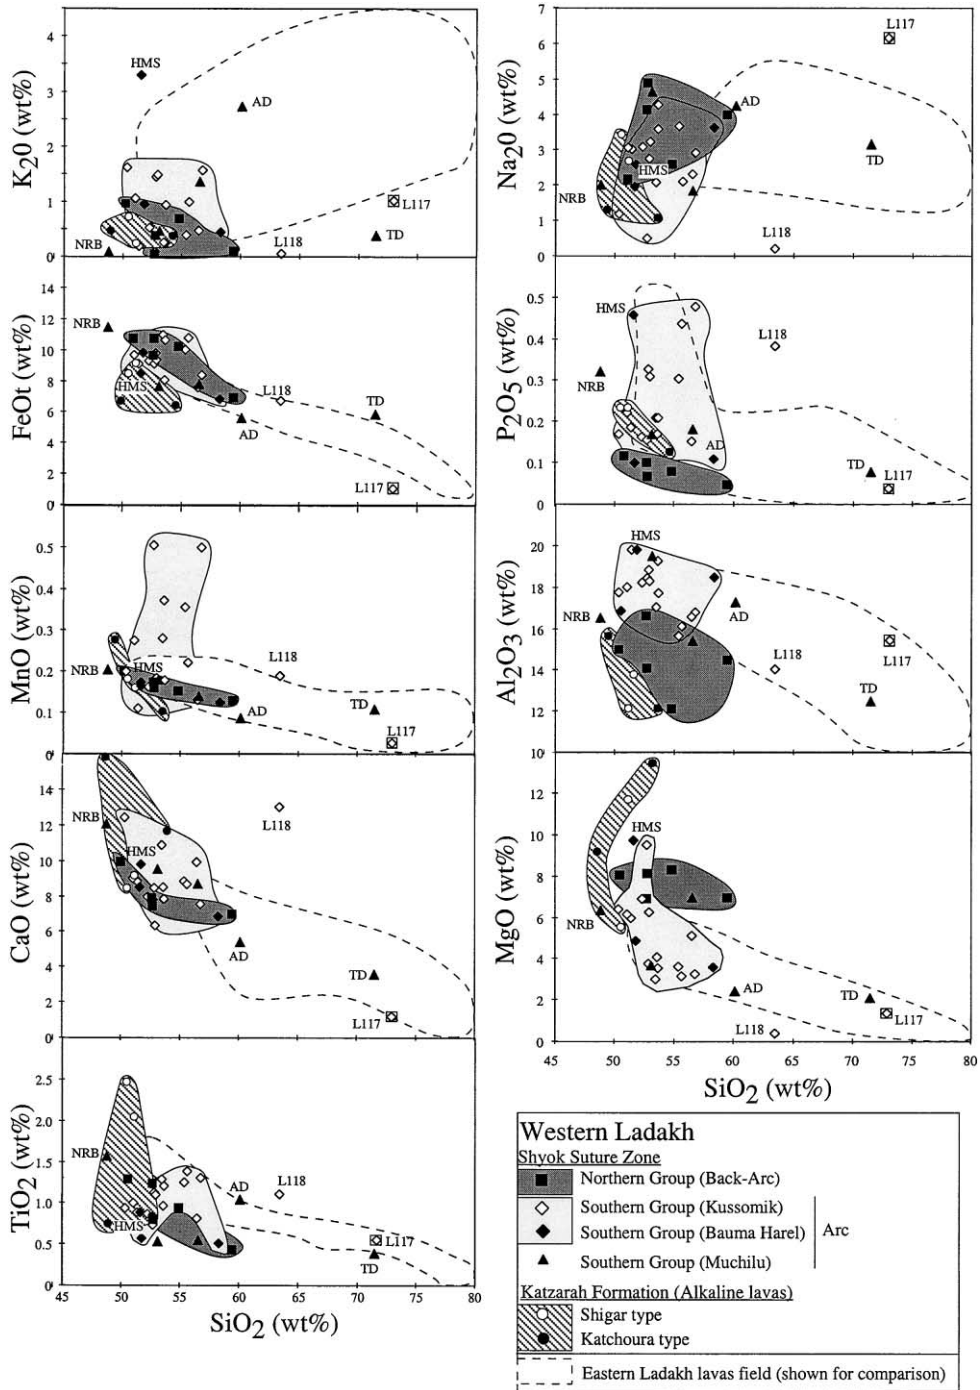 K20 (wt%)
3
2
1
0
HMS
AD
NRB
L118
L117
TD
Na20 (wt%)
7
6
5
4
3
2
1
0
L117
AD
TD
HMS
NRB
L118
FeOt (wt%)
14
12
10
8
6
4
2
0
NRB
HMS
L118
AD
TD
L117
P2O5 (wt%)
0.5
0.3
0.1
0
HMS
L118
NRB
AD
TD
L117
MnO (wt%)
0.5
0.3
0.2
0.1
NRB
HMS
L118
AD
TD
L117
Al2O3 (wt%)
20
18
16
14
12
10
HMS
NRB
AD
L118
L117
TD
CaO (wt%)
14
12
10
8
6
4
2
0
NRB
HMS
L118
AD
TD
L117
MgO (wt%)
12
10
8
6
4
2
0
HMS
NRB
AD
TD
L117
L118
45 50 55 60 65 70 75 80
SiO2 (wt%)
TiO2 (wt%)
2.5
2.0
1.5
1.0
0.5
0
NRB
HMS
AD
L118
L117
TD
45 50 55 60 65 70 75 80
SiO2 (wt%)
Western Ladakh
Shyok Suture Zone
Northern Group (Back-Arc)
Southern Group (Kussomik)
Southern Group (Bauma Harel)
Arc
Southern Group (Muchilu)
Katzarah Formation (Alkaline lavas)
Shigar type
Katchoura type
Eastern Ladakh lavas field (shown for comparison)